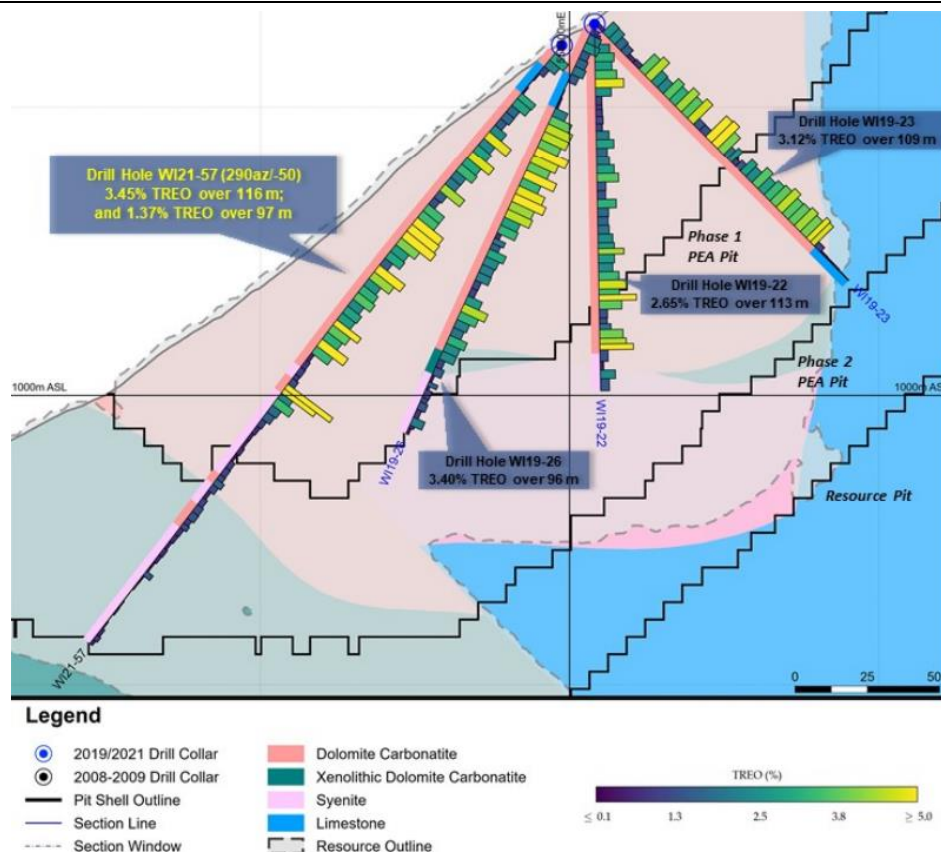 Drill Hole WI19-23
3.12% TREO over 109 m
Drill Hole WI21-57 (290az/-50)
3.45% TREO over 116 m;
and 1.37% TREO over 97 m
Phase 1
PEA Pit
Drill Hole WI19-22
2.65% TREO over 113 m
WI19-23
Phase 2
PEA Pit
1000m ASL
1000m AS
WI19-22
WI19-26
Drill Hole WI19-26
3.40% TREO over 96 m
Resource Pit
WI21-57
0 25 50
Legend
2019/2021 Drill Collar
2008-2009 Drill Collar
Pit Shell Outline
Section Line
Section Window
Dolomite Carbonatite
Xenolithic Dolomite Carbonatite
Syenite
Limestone
Resource Outline
TREO (%)
≤ 0.1 1.3 2.5 3.8 ≥ 5.0